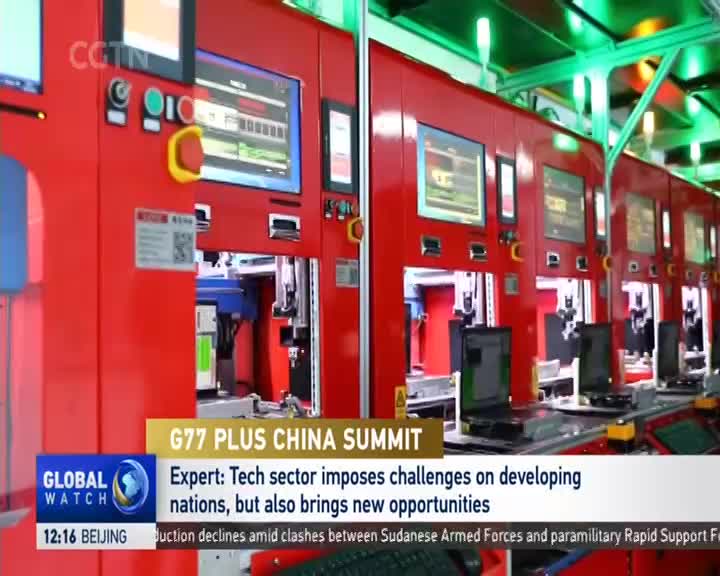 CGTN
G77 PLUS CHINA SUMMIT
Expert: Tech sector imposes challenges on developing
nations, but also brings new opportunities
GLOBAL
WATCH
12:16 BEIJING
duction declines amid clashes between Sudanese Armed Forces and paramilitary Rapid Support F